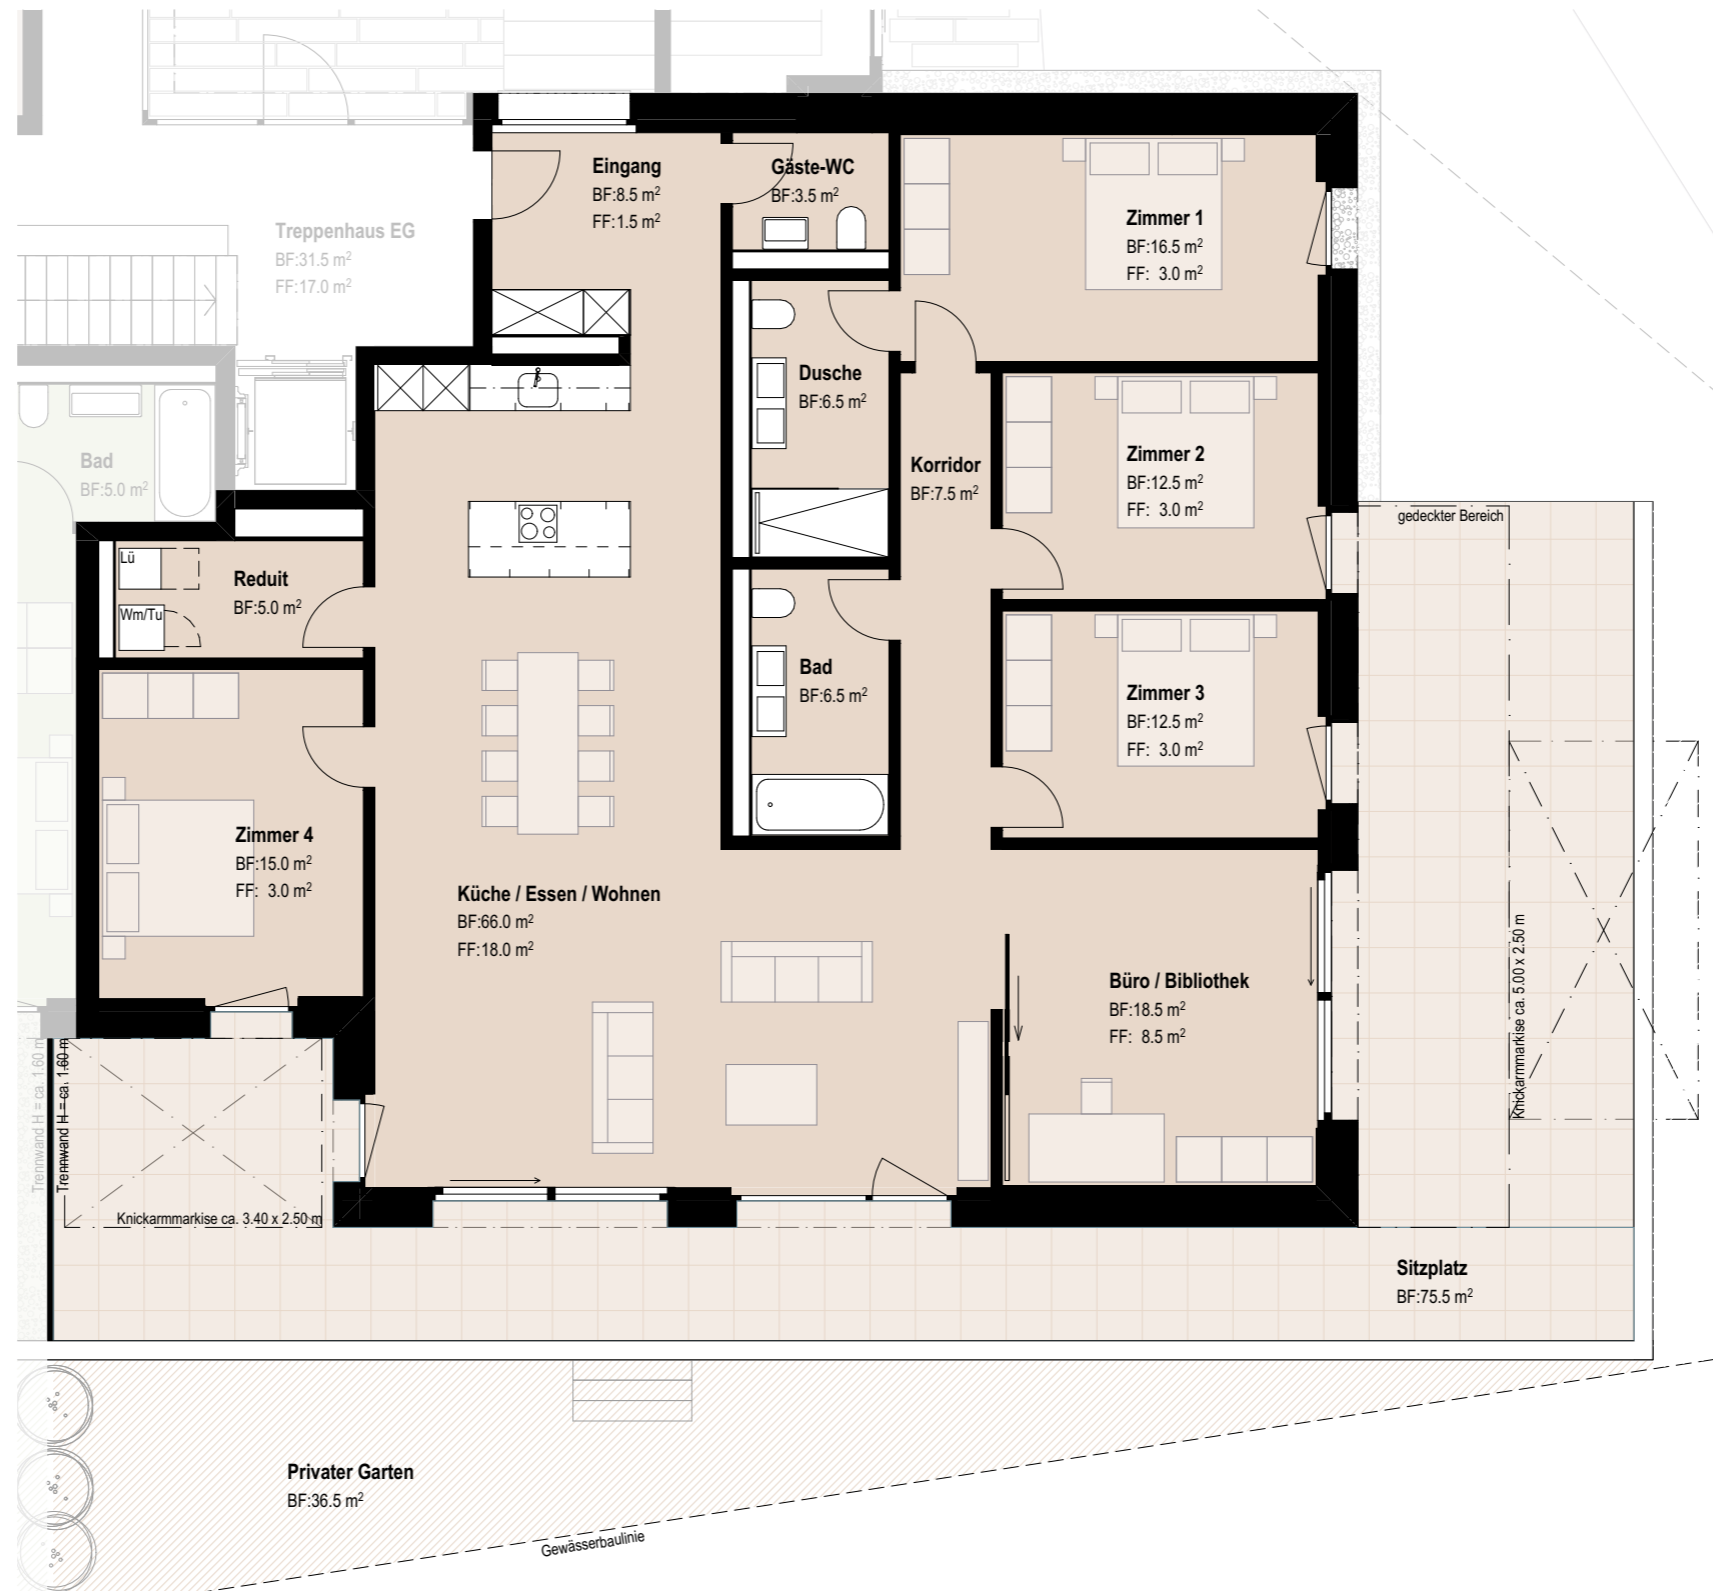 Eingang
BF:8.5 m²
FF:1.5 m²
Gäste-WC
BF:3.5 m²
Zimmer 1
BF:16.5 m²
FF: 3.0 m²
Treppenhaus EG
BF:31.5 m²
FF:17.0 m²
Dusche
BF:6.5 m²
Korridor
BF:7.5 m²
Zimmer 2
BF:12.5 m²
FF: 3.0 m²
Bad
BF:5.0 m²
gedeckter Bereich
Lü
Wm/Tu
Reduit
BF:5.0 m²
Bad
BF:6.5 m²
Zimmer 3
BF:12.5 m²
FF: 3.0 m²
Zimmer 4
BF:15.0 m²
FF: 3.0 m²
Küche / Essen / Wohnen
BF:66.0 m²
FF:18.0 m²
Büro / Bibliothek
BF:18.5 m²
FF: 8.5 m²
Knickarmmarkise ca. 5.00 x 2.50 m
Trennwand H = ca. 1.60 m
Trennwand H = ca. 1.60 m
Knickarmmarkise ca. 3.40 x 2.50 m
Sitzplatz
BF:75.5 m²
Privater Garten
BF:36.5 m²
Gewässerbaulinie